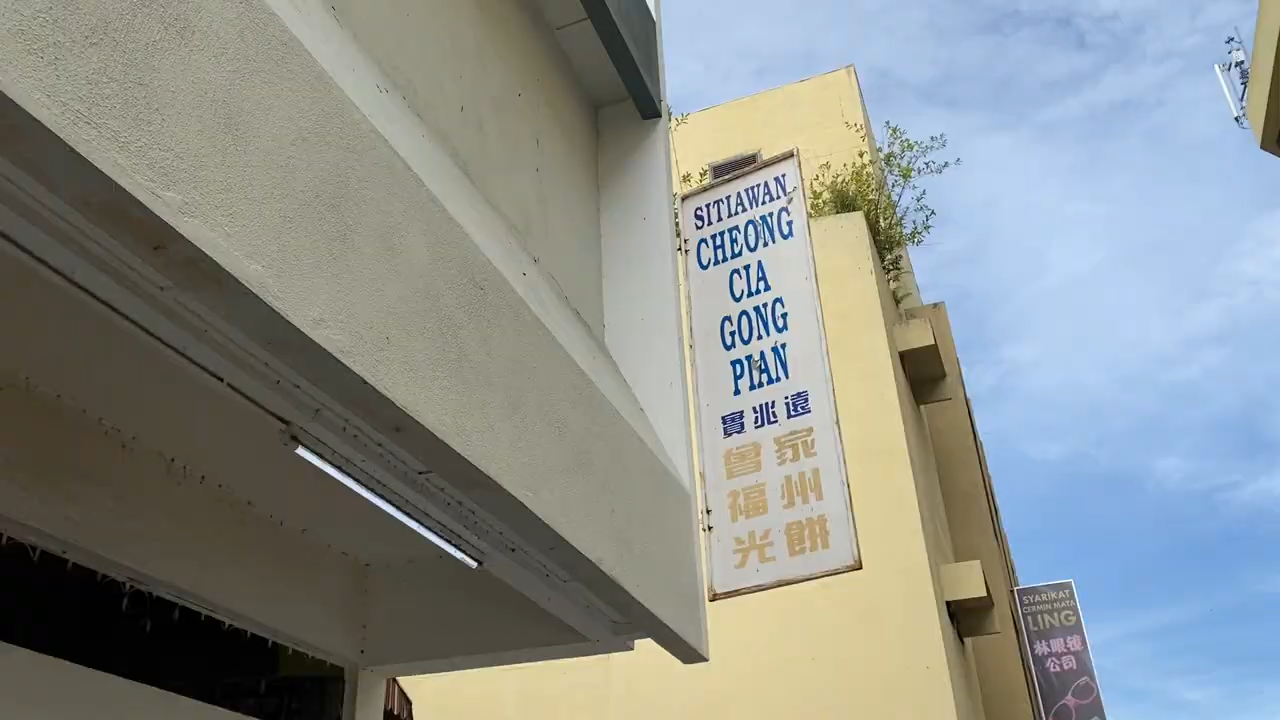 SITIAWAN
CHEONG
CIA
GONG
PIAN
實兆遠
曾家
福州
光餅
SYARIKAT
CERMIN MATA
LING
林眼镜
公司